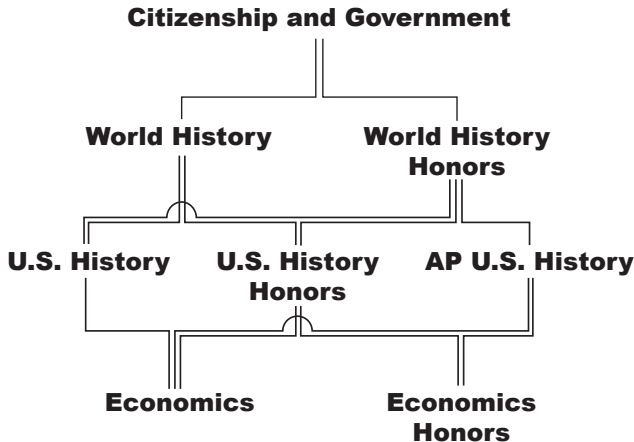 Citizenship and Government
World History
World History
Honors
U.S. History
U.S. History
Honors
AP U.S. History
Economics
Economics
Honors